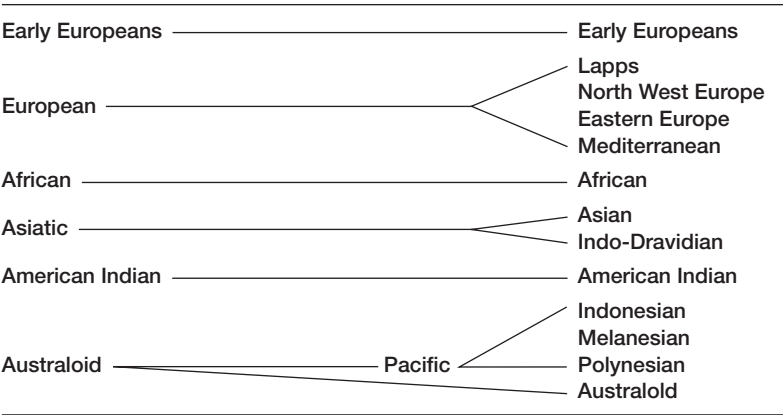 Early Europeans Early Europeans
European
Lapps
North West Europe
Eastern Europe
Mediterranean
African African
Asiatic
Asian
Indo-Dravidian
American Indian American Indian
Australoid Pacific
Indonesian
Melanesian
Polynesian
Australold